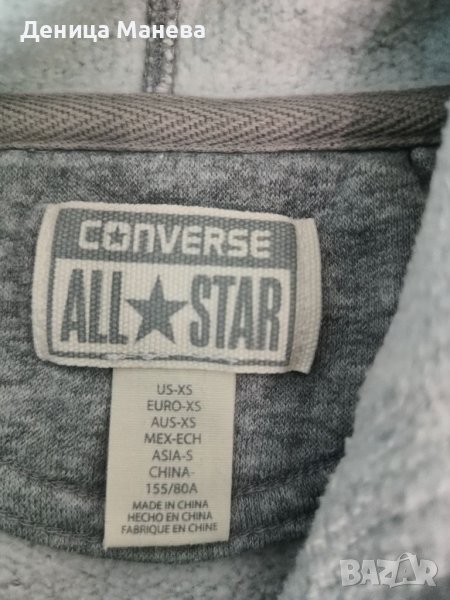 Деница Манева
CONVERSE
ALL★STAR
US-XS
EURO-XS
AUS-XS
MEX-ECH
ASIA-S
CHINA-
155/80A
MADE IN CHINA
HECHO EN CHINA
FABRIQUE EN CHINE
BAZAR